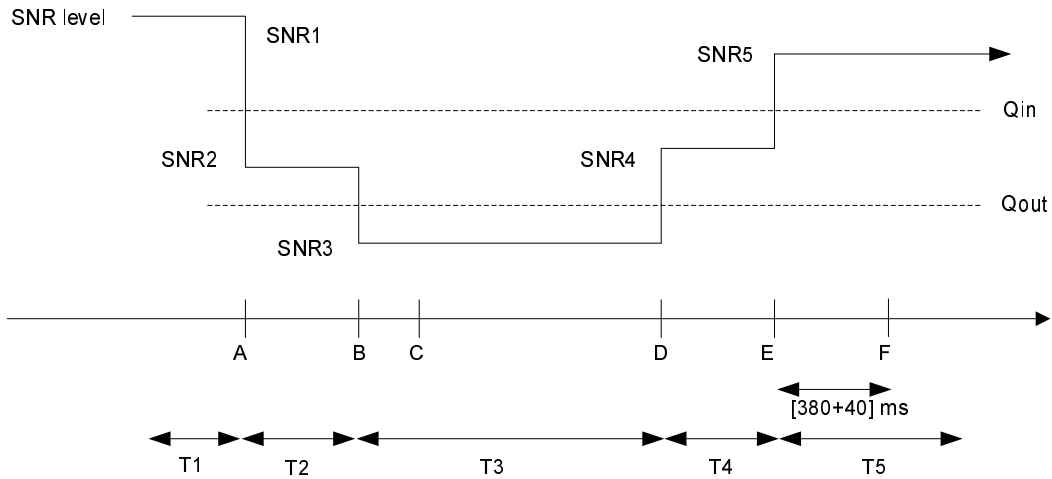 SNR level
SNR1
SNR5
Qin
SNR2
SNR4
Qout
SNR3
A
B
C
D
E
F
[380+40] ms
T1
T2
T3
T4
T5